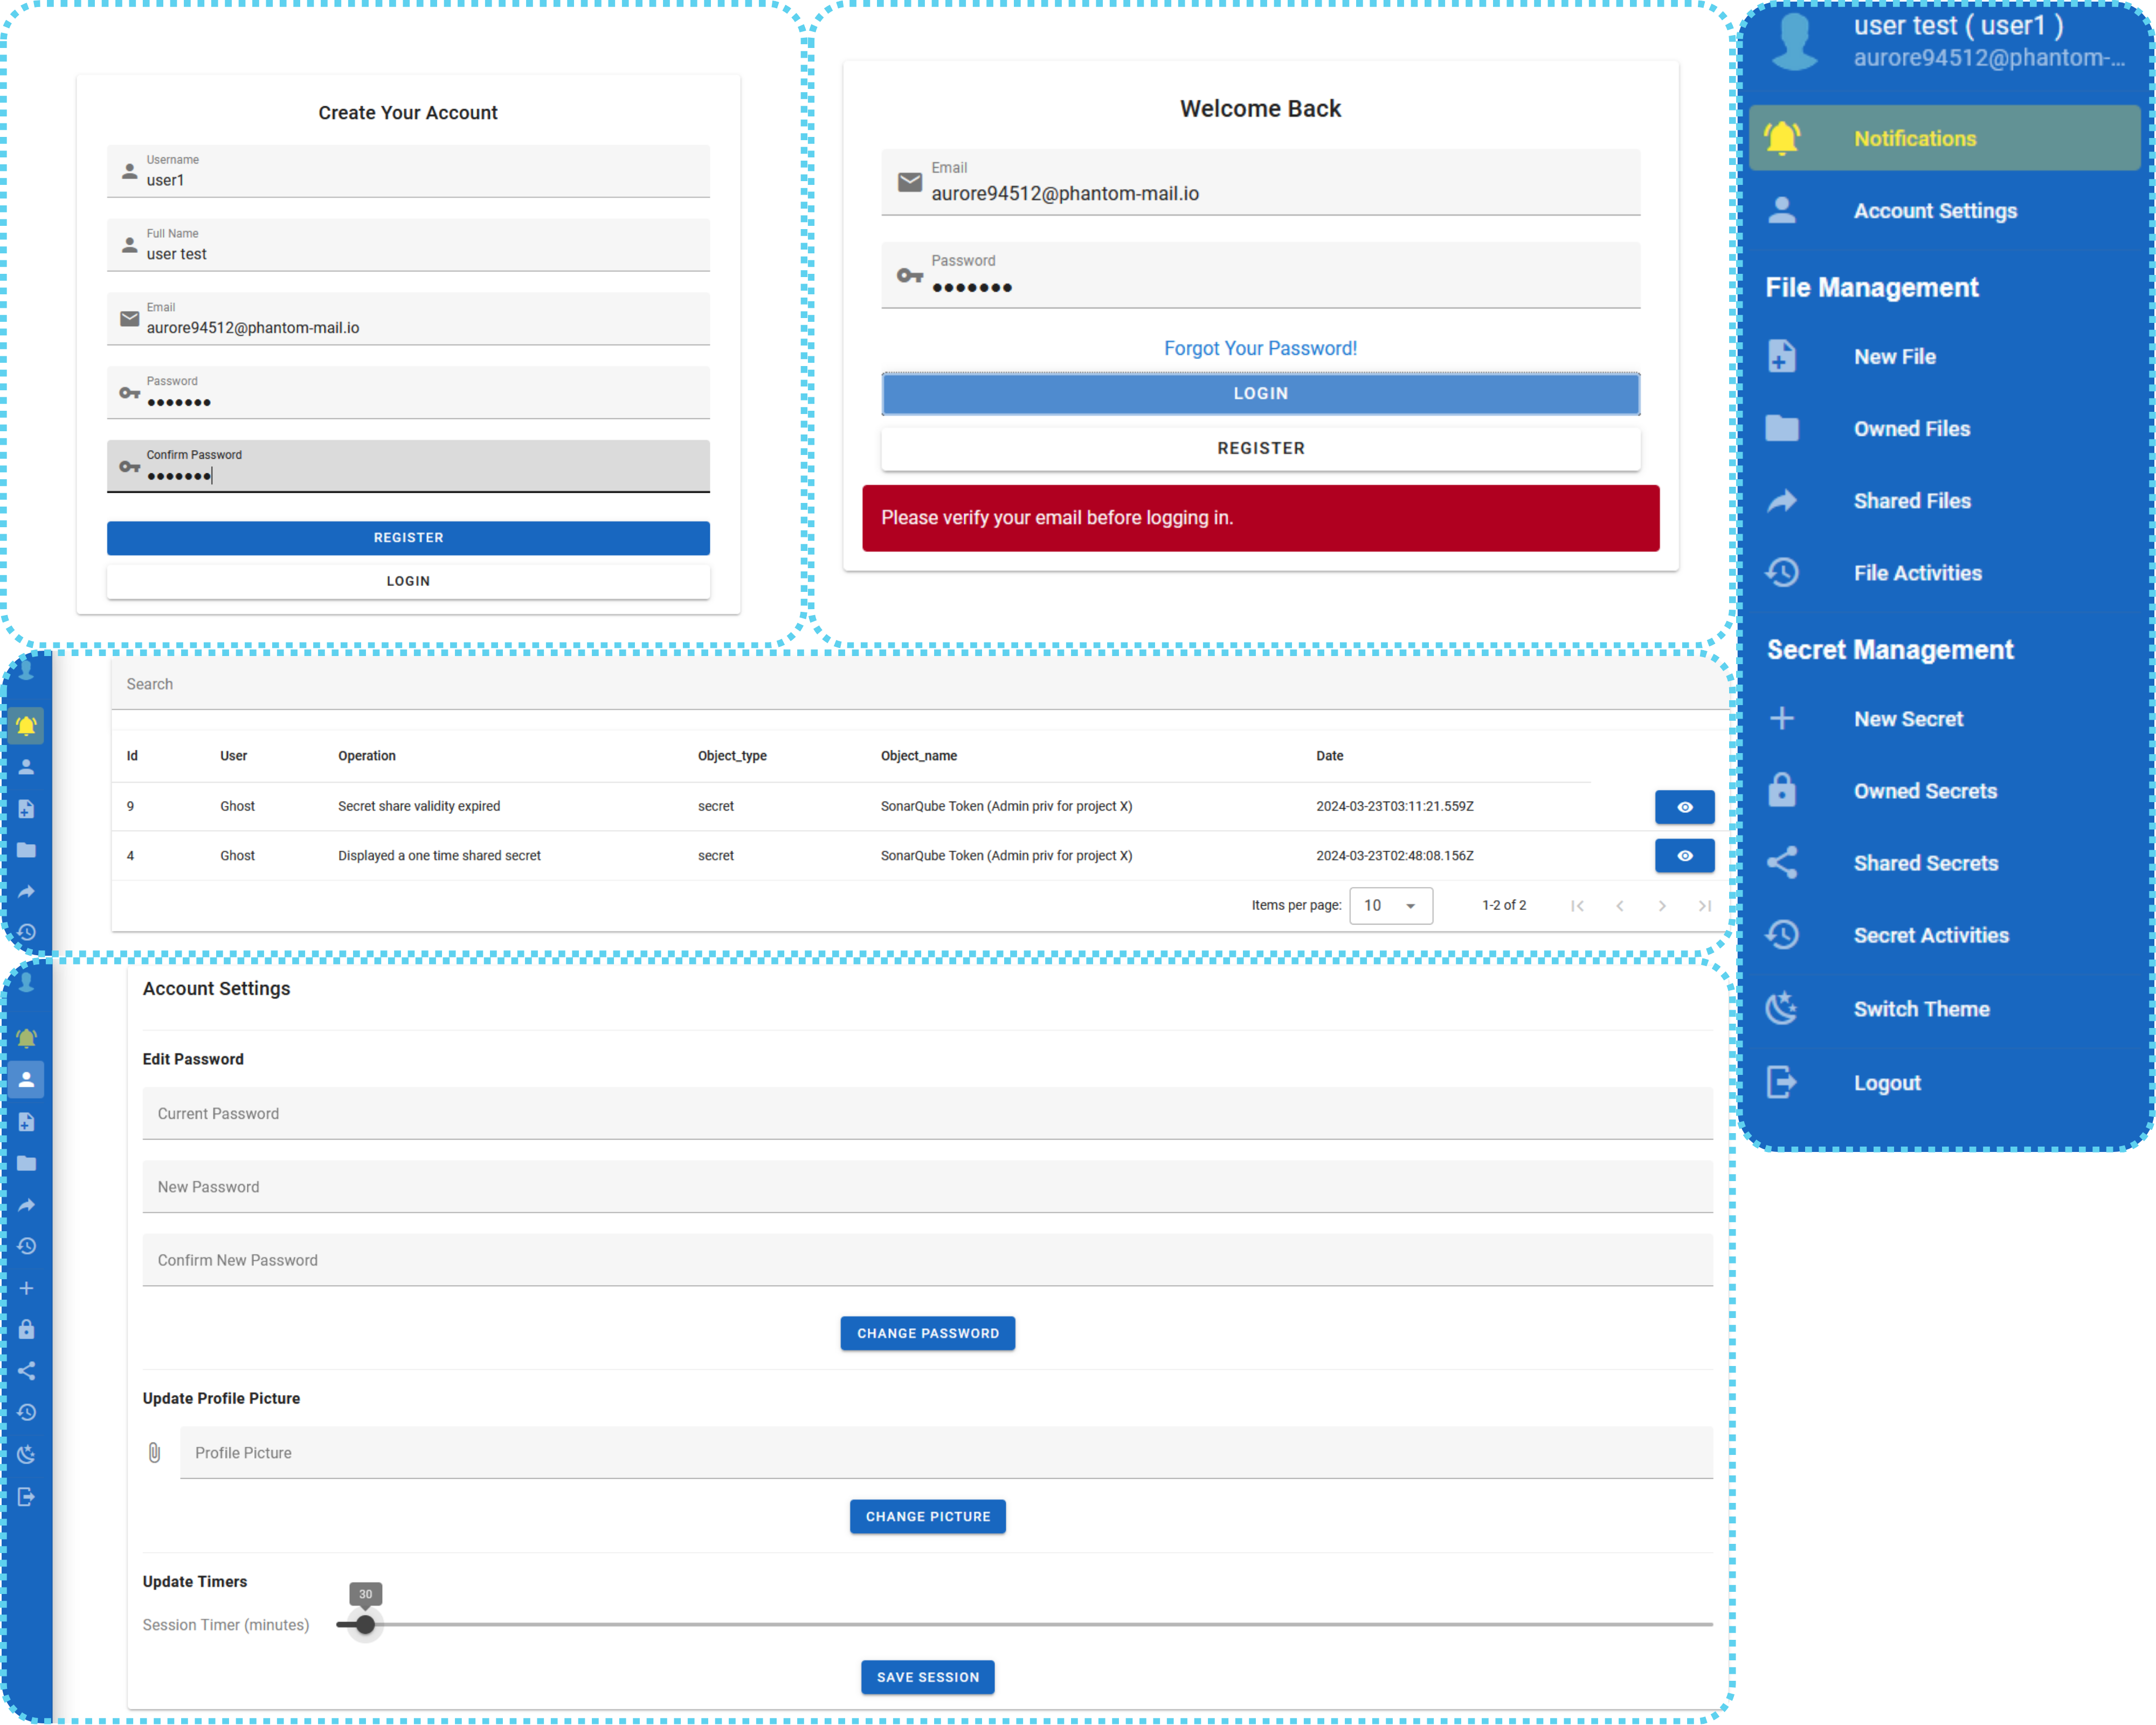 Create Your Account
Username
user1
Full Name
user test
Email
aurore94512@phantom-mail.io
Password
•••••••
Confirm Password
•••••••
REGISTER
LOGIN
Welcome Back
Email
aurore94512@phantom-mail.io
Password
•••••••
Forgot Your Password!
LOGIN
REGISTER
Please verify your email before logging in.
user test ( user1 )
aurore94512@phantom-...
Notifications
Account Settings
File Management
New File
Owned Files
Shared Files
File Activities
Secret Management
New Secret
Owned Secrets
Shared Secrets
Secret Activities
Switch Theme
Logout
Search
Id User Operation Object_type Object_name Date
9 Ghost Secret share validity expired secret SonarQube Token (Admin priv for project X) 2024-03-23T03:11:21.559Z
4 Ghost Displayed a one time shared secret secret SonarQube Token (Admin priv for project X) 2024-03-23T02:48:08.156Z
Items per page: 10 1-2 of 2
Account Settings
Edit Password
Current Password
New Password
Confirm New Password
CHANGE PASSWORD
Update Profile Picture
Profile Picture
CHANGE PICTURE
Update Timers
30
Session Timer (minutes)
SAVE SESSION